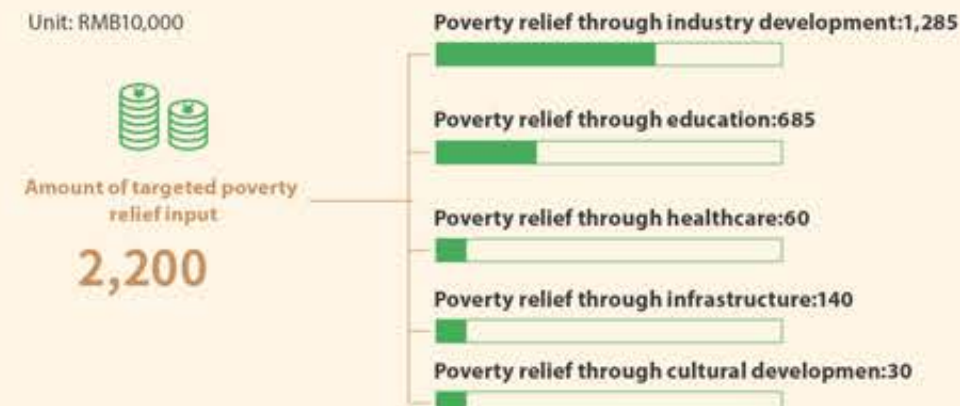 Unit: RMB10,000
Amount of targeted poverty
relief input
2,200
Poverty relief through industry development:1,285
Poverty relief through education:685
Poverty relief through healthcare:60
Poverty relief through infrastructure:140
Poverty relief through cultural developmen:30